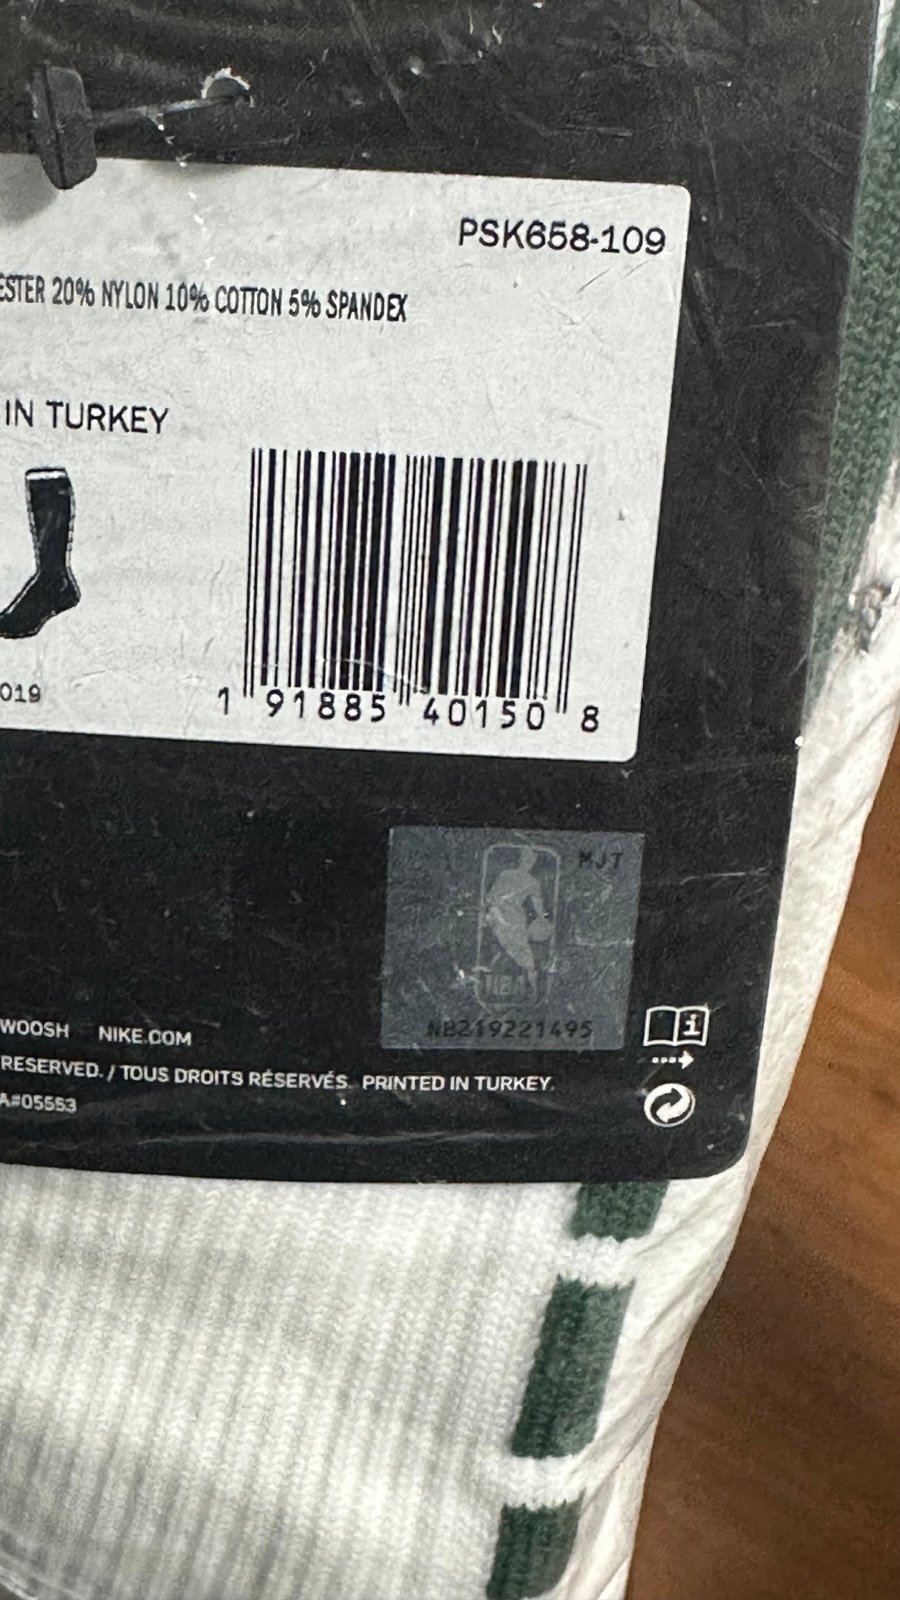 PSK658-109
ESTER 20% NYLON 10% COTTON 5% SPANDEX
IN TURKEY
019
1 91885 40150 8
MJT
NBA
NB219221495
WOOSH NIKE.COM
RESERVED. / TOUS DROITS RÉSERVÉS. PRINTED IN TURKEY.
A#05553